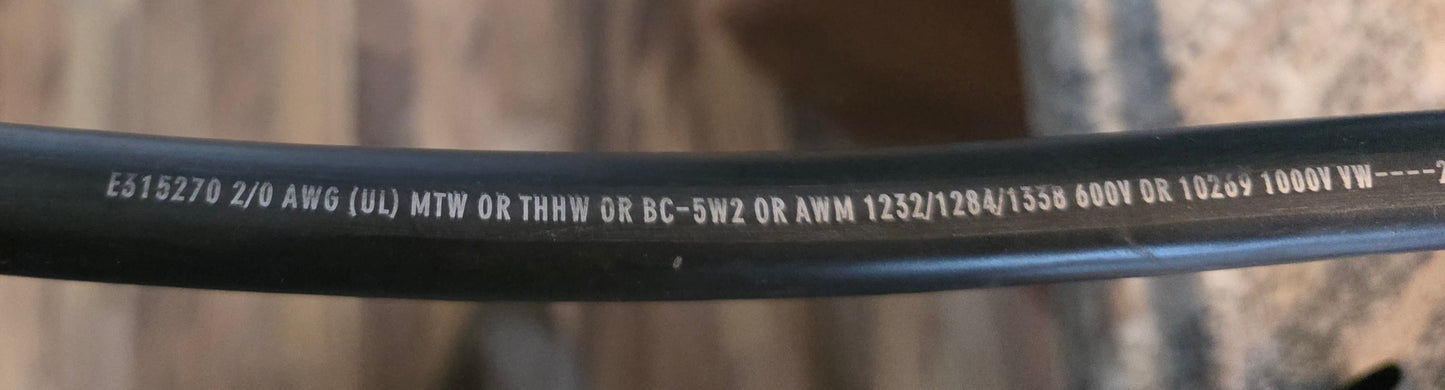 E315270 2/0 AWG (UL) MTW OR THHW OR BC-5W2 OR AWM 1232/1284/1338 600V OR 10269 1000V VW----2